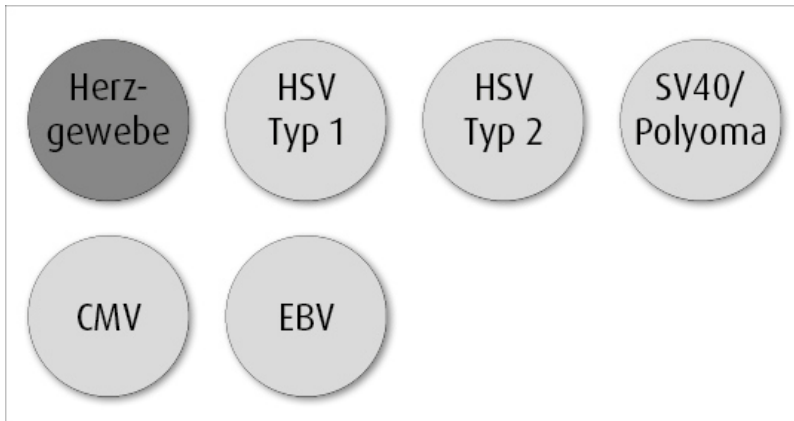 Herz-
gewebe
HSV
Typ 1
HSV
Typ 2
SV40/
Polyoma
CMV
EBV